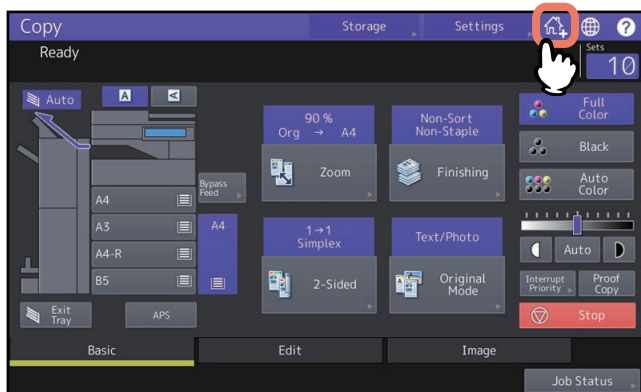 Copy
Storage
Settings
?
Ready
Sets
10
Auto
A
A
90 %
Org → A4
Zoom
Non-Sort
Non-Staple
Finishing
Full
Color
Black
Auto
Color
Bypass
Feed
A4
A3
A4-R
B5
A4
1→1
Simplex
2-Sided
Text/Photo
Original
Mode
Auto
Interrupt
Priority
Proof
Copy
Exit
Tray
APS
Stop
Basic
Edit
Image
Job Status